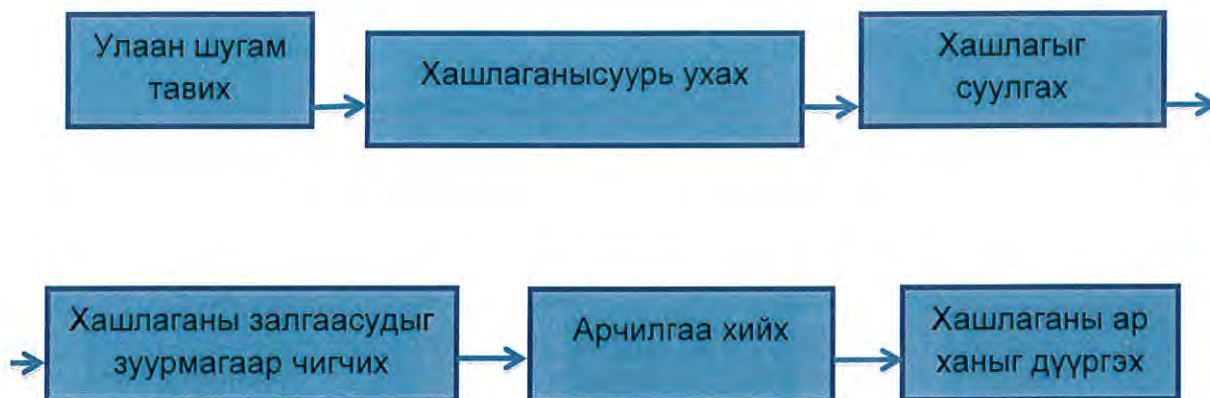 Улаан шугам
тавих
Хашлаганысуурь ухах
Хашлагыг
суулгах
Хашлаганы залгаасудыг
зуурмагаар чигчих
Арчилгаа хийх
Хашлаганы ар
ханыг дүүргэх